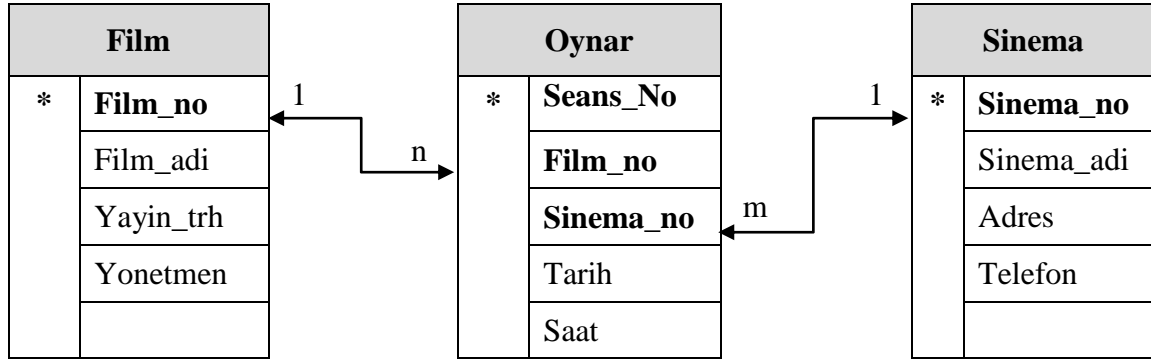 Film
* Film_no
Film_adi
Yayin_trh
Yonetmen
1
n
Oynar
* Seans_No
Film_no
Sinema_no
Tarih
Saat
m
1
Sinema
* Sinema_no
Sinema_adi
Adres
Telefon